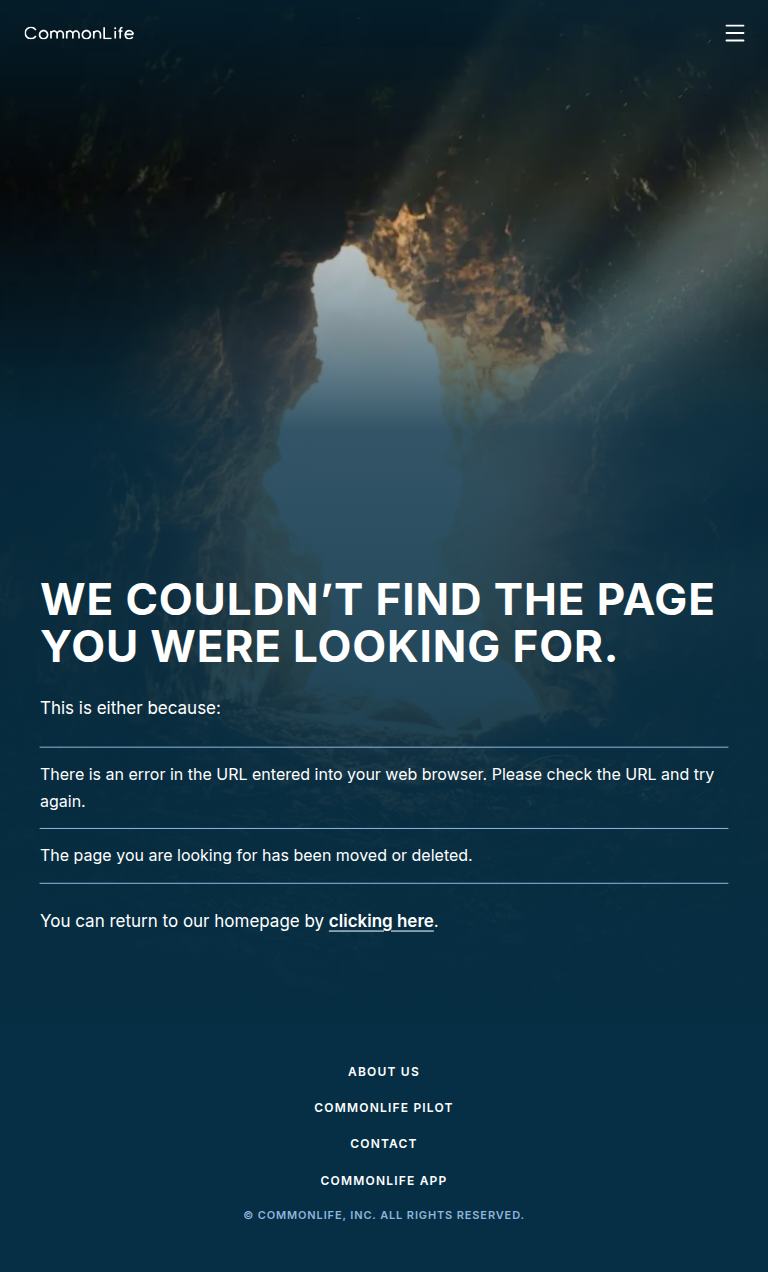 CommonLife
WE COULDN’T FIND THE PAGE
YOU WERE LOOKING FOR.
This is either because:
There is an error in the URL entered into your web browser. Please check the URL and try
again.
The page you are looking for has been moved or deleted.
You can return to our homepage by clicking here.
ABOUT US
COMMONLIFE PILOT
CONTACT
COMMONLIFE APP
© COMMONLIFE, INC. ALL RIGHTS RESERVED.